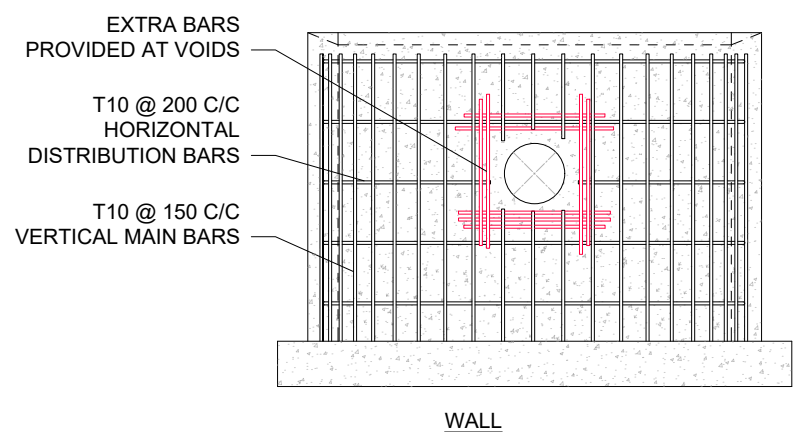 EXTRA BARS
PROVIDED AT VOIDS
T10 @ 200 C/C
HORIZONTAL
DISTRIBUTION BARS
T10 @ 150 C/C
VERTICAL MAIN BARS
WALL